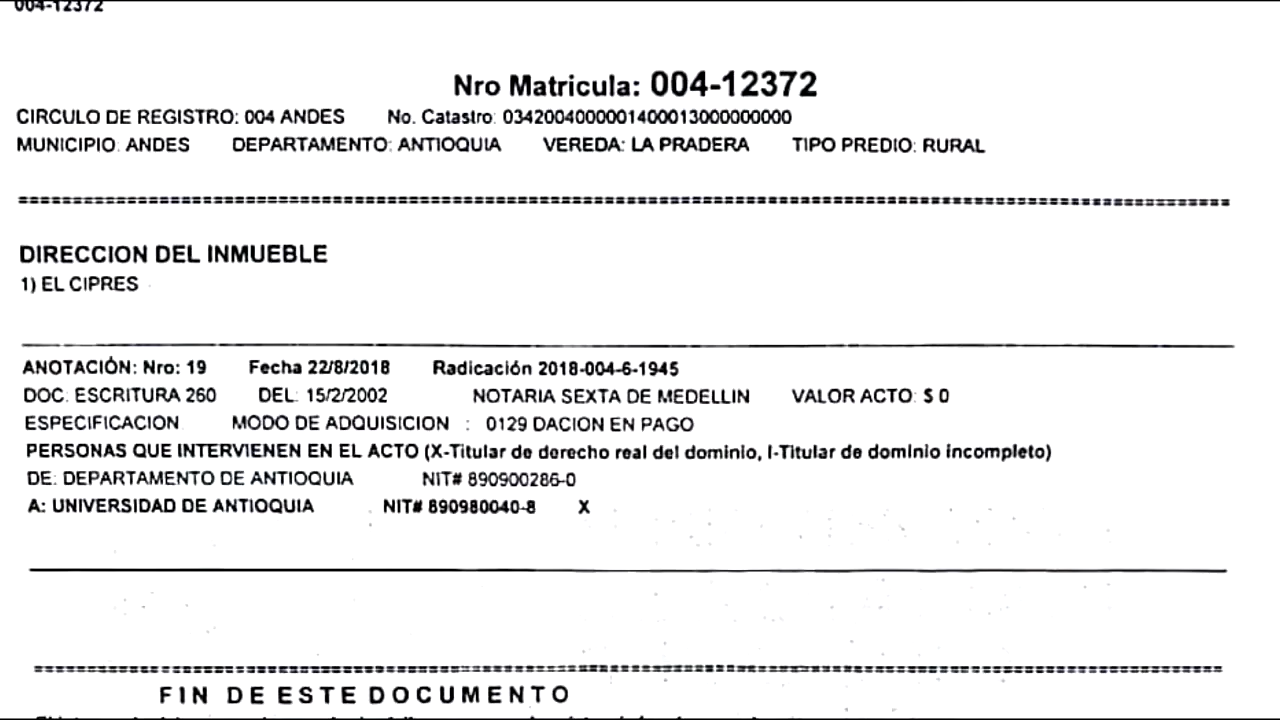 004-12372
Nro Matricula: 004-12372
CIRCULO DE REGISTRO: 004 ANDES No. Catastro: 03420040000001400013000000000
MUNICIPIO: ANDES DEPARTAMENTO: ANTIOQUIA VEREDA: LA PRADERA TIPO PREDIO: RURAL
DIRECCION DEL INMUEBLE
1) EL CIPRES
ANOTACIÓN: Nro: 19 Fecha 22/8/2018 Radicación 2018-004-6-1945
DOC: ESCRITURA 260 DEL: 15/2/2002 NOTARIA SEXTA DE MEDELLIN VALOR ACTO: $ 0
ESPECIFICACION MODO DE ADQUISICION : 0129 DACION EN PAGO
PERSONAS QUE INTERVIENEN EN EL ACTO (X-Titular de derecho real del dominio, I-Titular de dominio incompleto)
DE: DEPARTAMENTO DE ANTIOQUIA NIT# 890900286-0
A: UNIVERSIDAD DE ANTIOQUIA NIT# 890980040-8 X
FIN DE ESTE DOCUMENTO